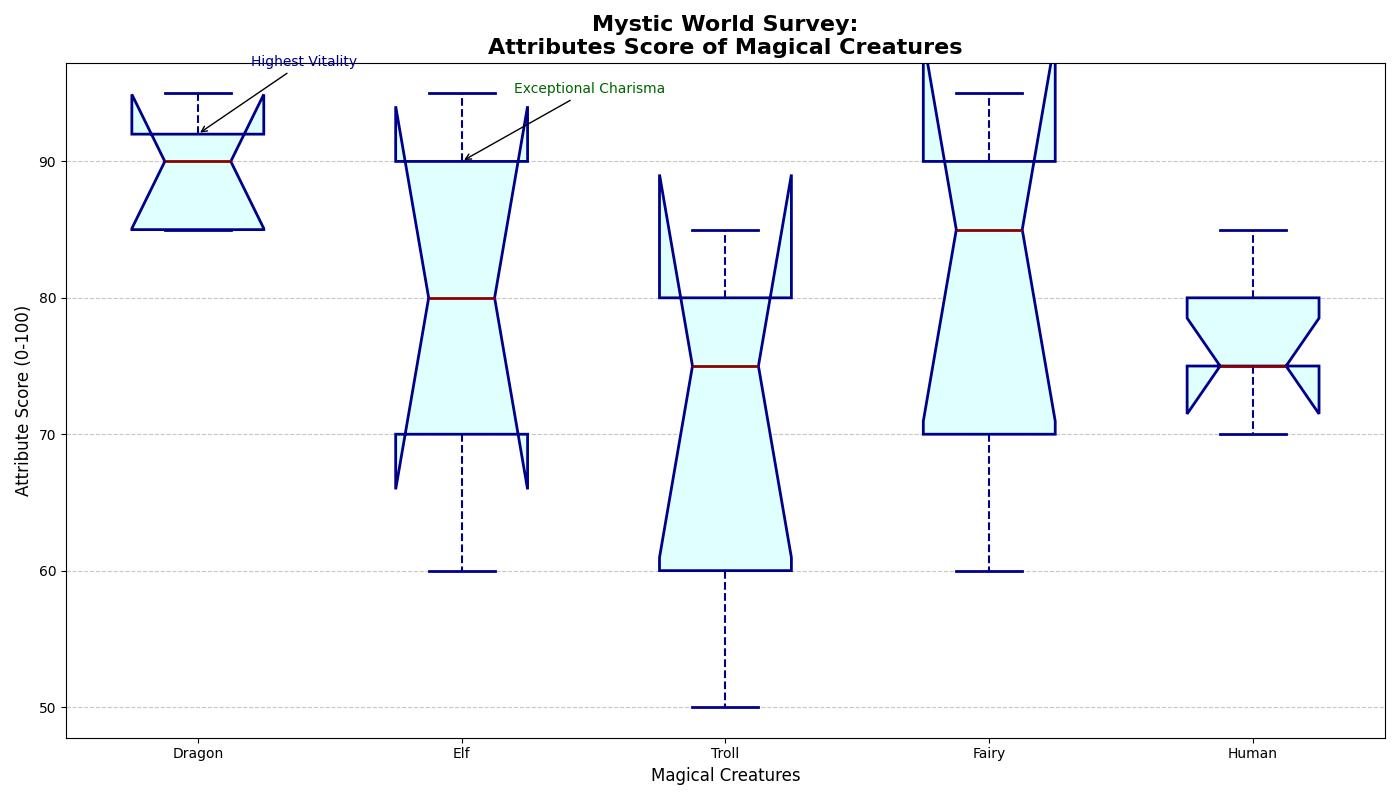 Mystic World Survey:
Attributes Score of Magical Creatures
Highest Vitality
Exceptional Charisma
Attribute Score (0-100)
90
80
70
60
50
Dragon
Elf
Troll
Fairy
Human
Magical Creatures